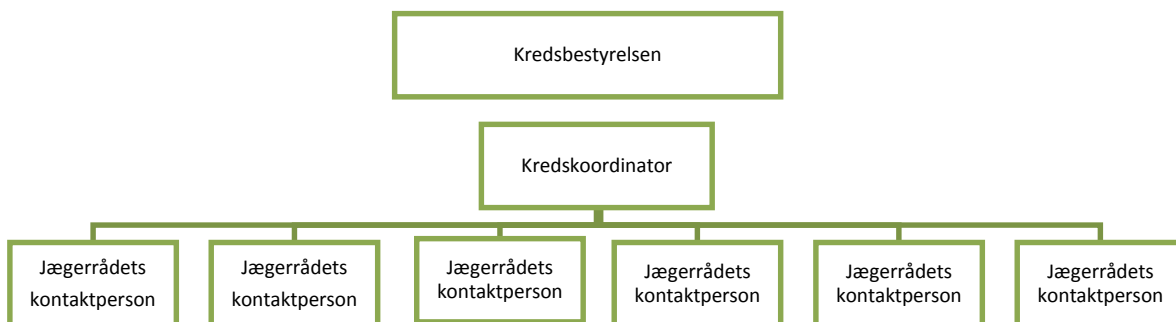 Kredsbestyrelsen
Kredskoordinator
Jægerrådets
kontaktperson
Jægerrådets
kontaktperson
Jægerrådets
kontaktperson
Jægerrådets
kontaktperson
Jægerrådets
kontaktperson
Jægerrådets
kontaktperson